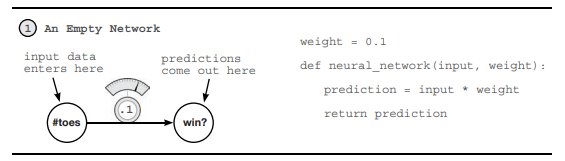 1 An Empty Network
input data
enters here
predictions
come out here
.1
#toes
win?
weight = 0.1
def neural_network(input, weight):
prediction = input * weight
return prediction